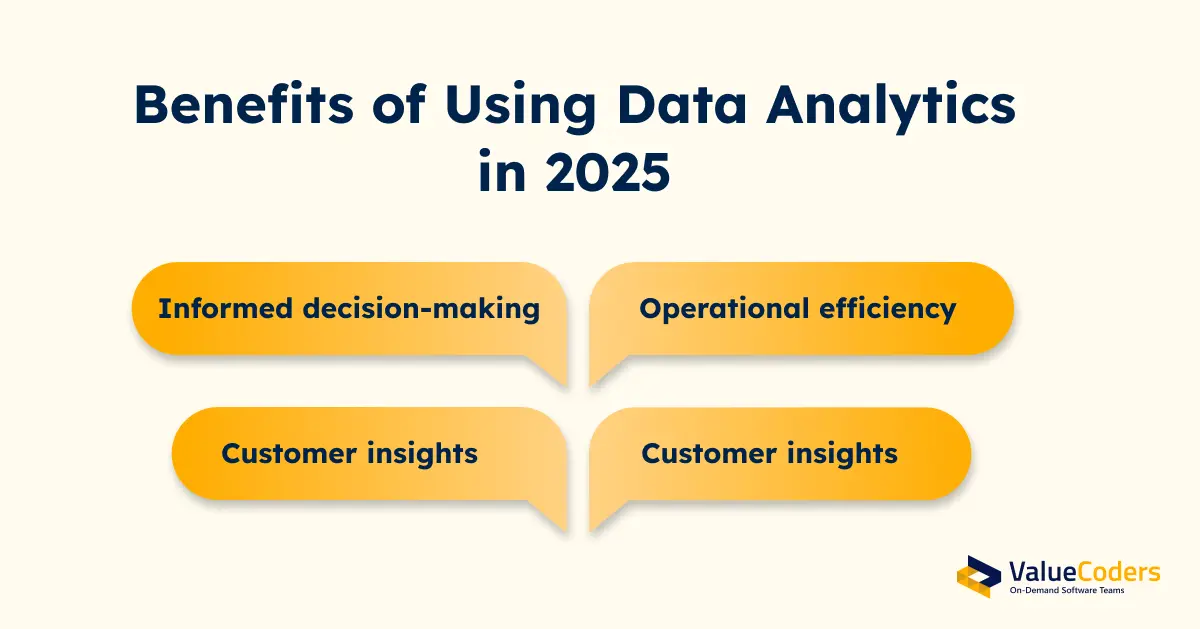 Benefits of Using Data Analytics
in 2025
Informed decision-making
Operational efficiency
Customer insights
Customer insights
ValueCoders
On-Demand Software Teams